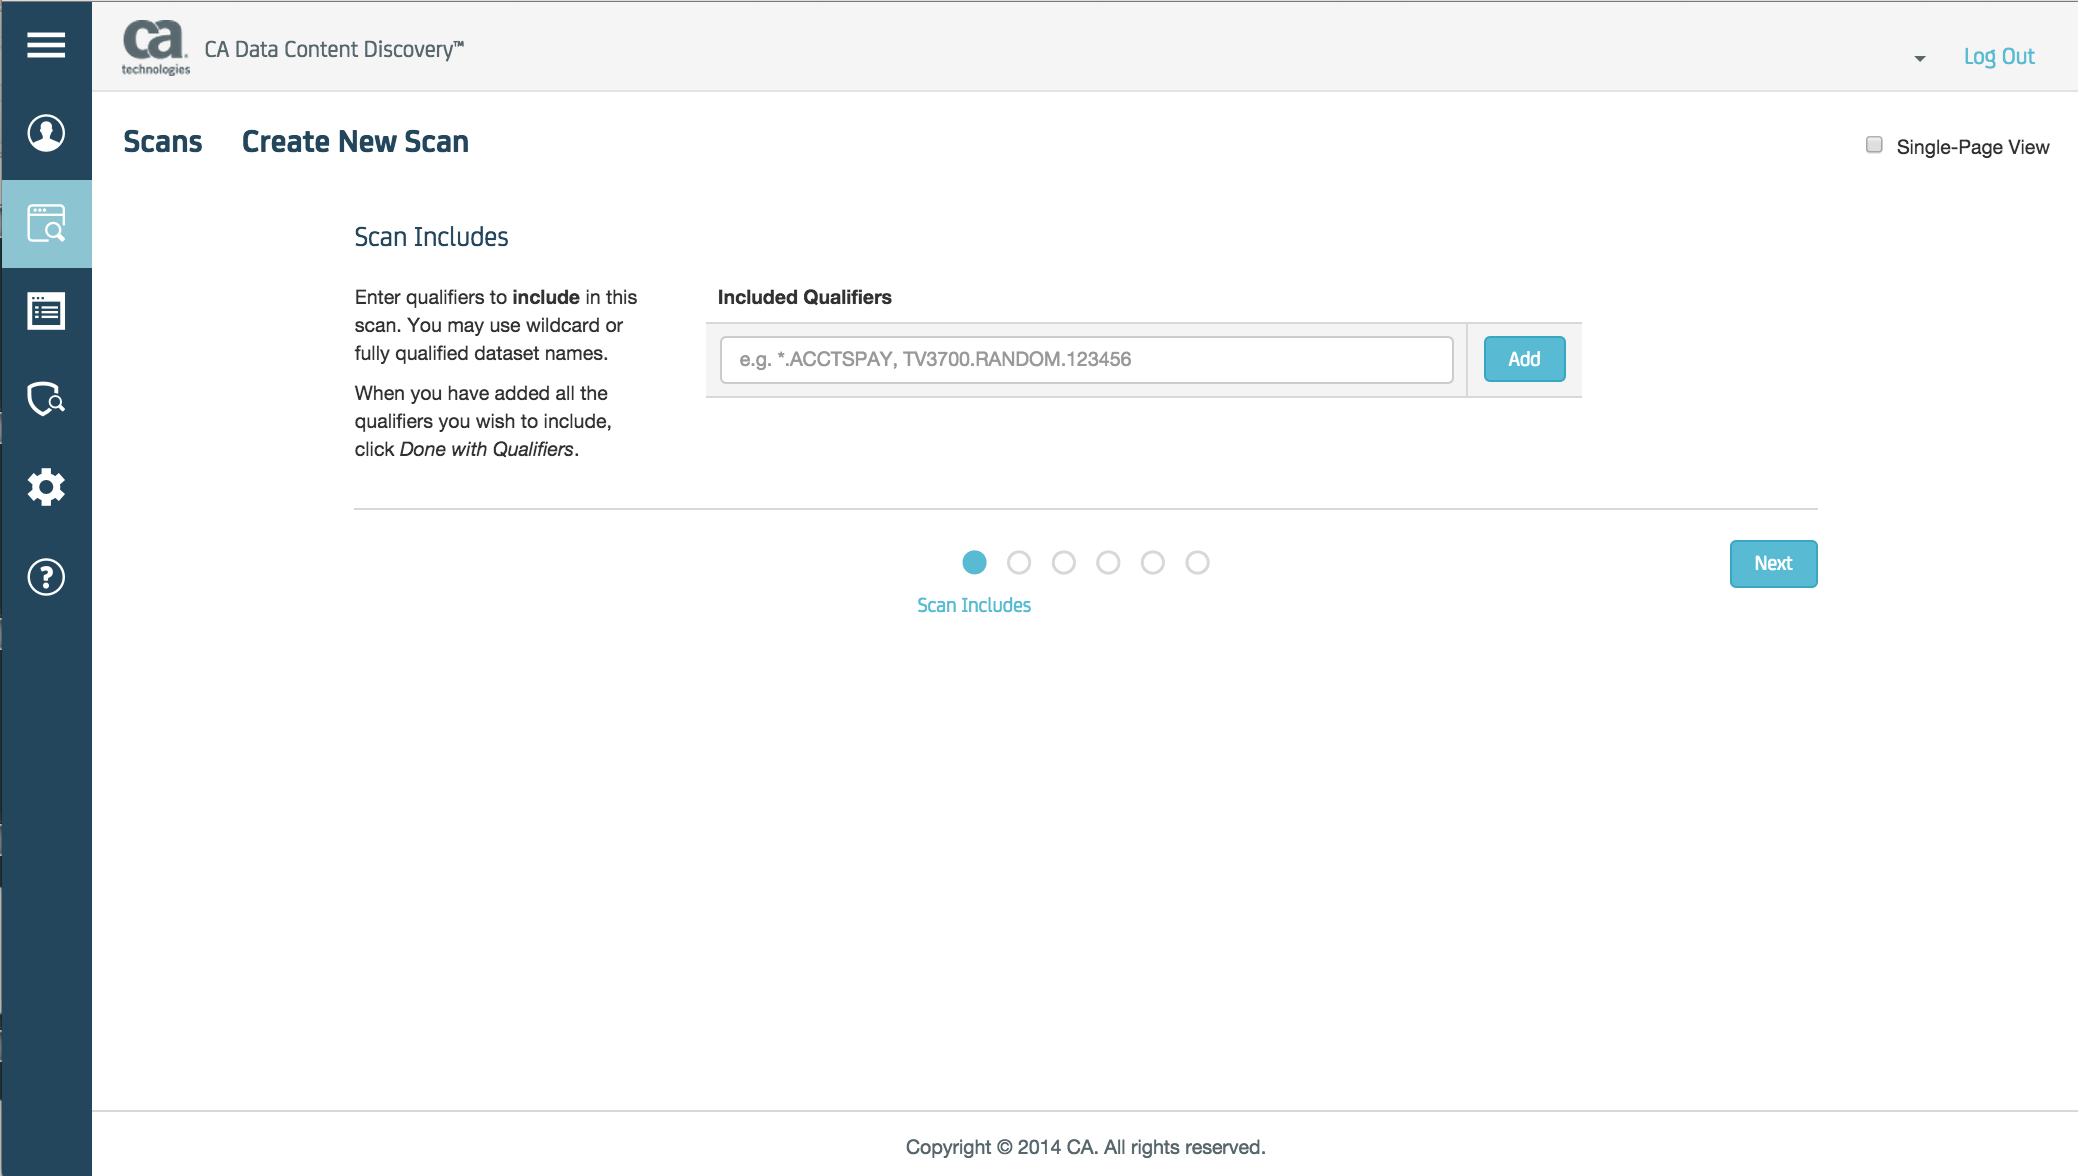 ca
technologies
CA Data Content Discovery™
Log Out
Scans
Create New Scan
Single-Page View
Scan Includes
Enter qualifiers to include in this
scan. You may use wildcard or
fully qualified dataset names.
When you have added all the
qualifiers you wish to include,
click Done with Qualifiers.
Included Qualifiers
e.g. *.ACCTSPAY, TV3700.RANDOM.123456
Add
Scan Includes
Next
Copyright © 2014 CA. All rights reserved.